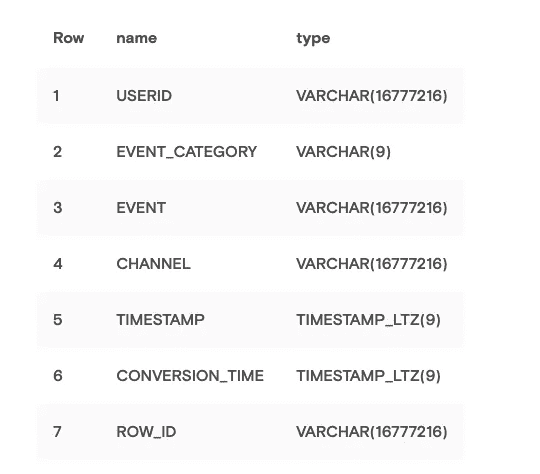 Row name type
1 USERID VARCHAR(16777216)
2 EVENT_CATEGORY VARCHAR(9)
3 EVENT VARCHAR(16777216)
4 CHANNEL VARCHAR(16777216)
5 TIMESTAMP TIMESTAMP_LTZ(9)
6 CONVERSION_TIME TIMESTAMP_LTZ(9)
7 ROW_ID VARCHAR(16777216)